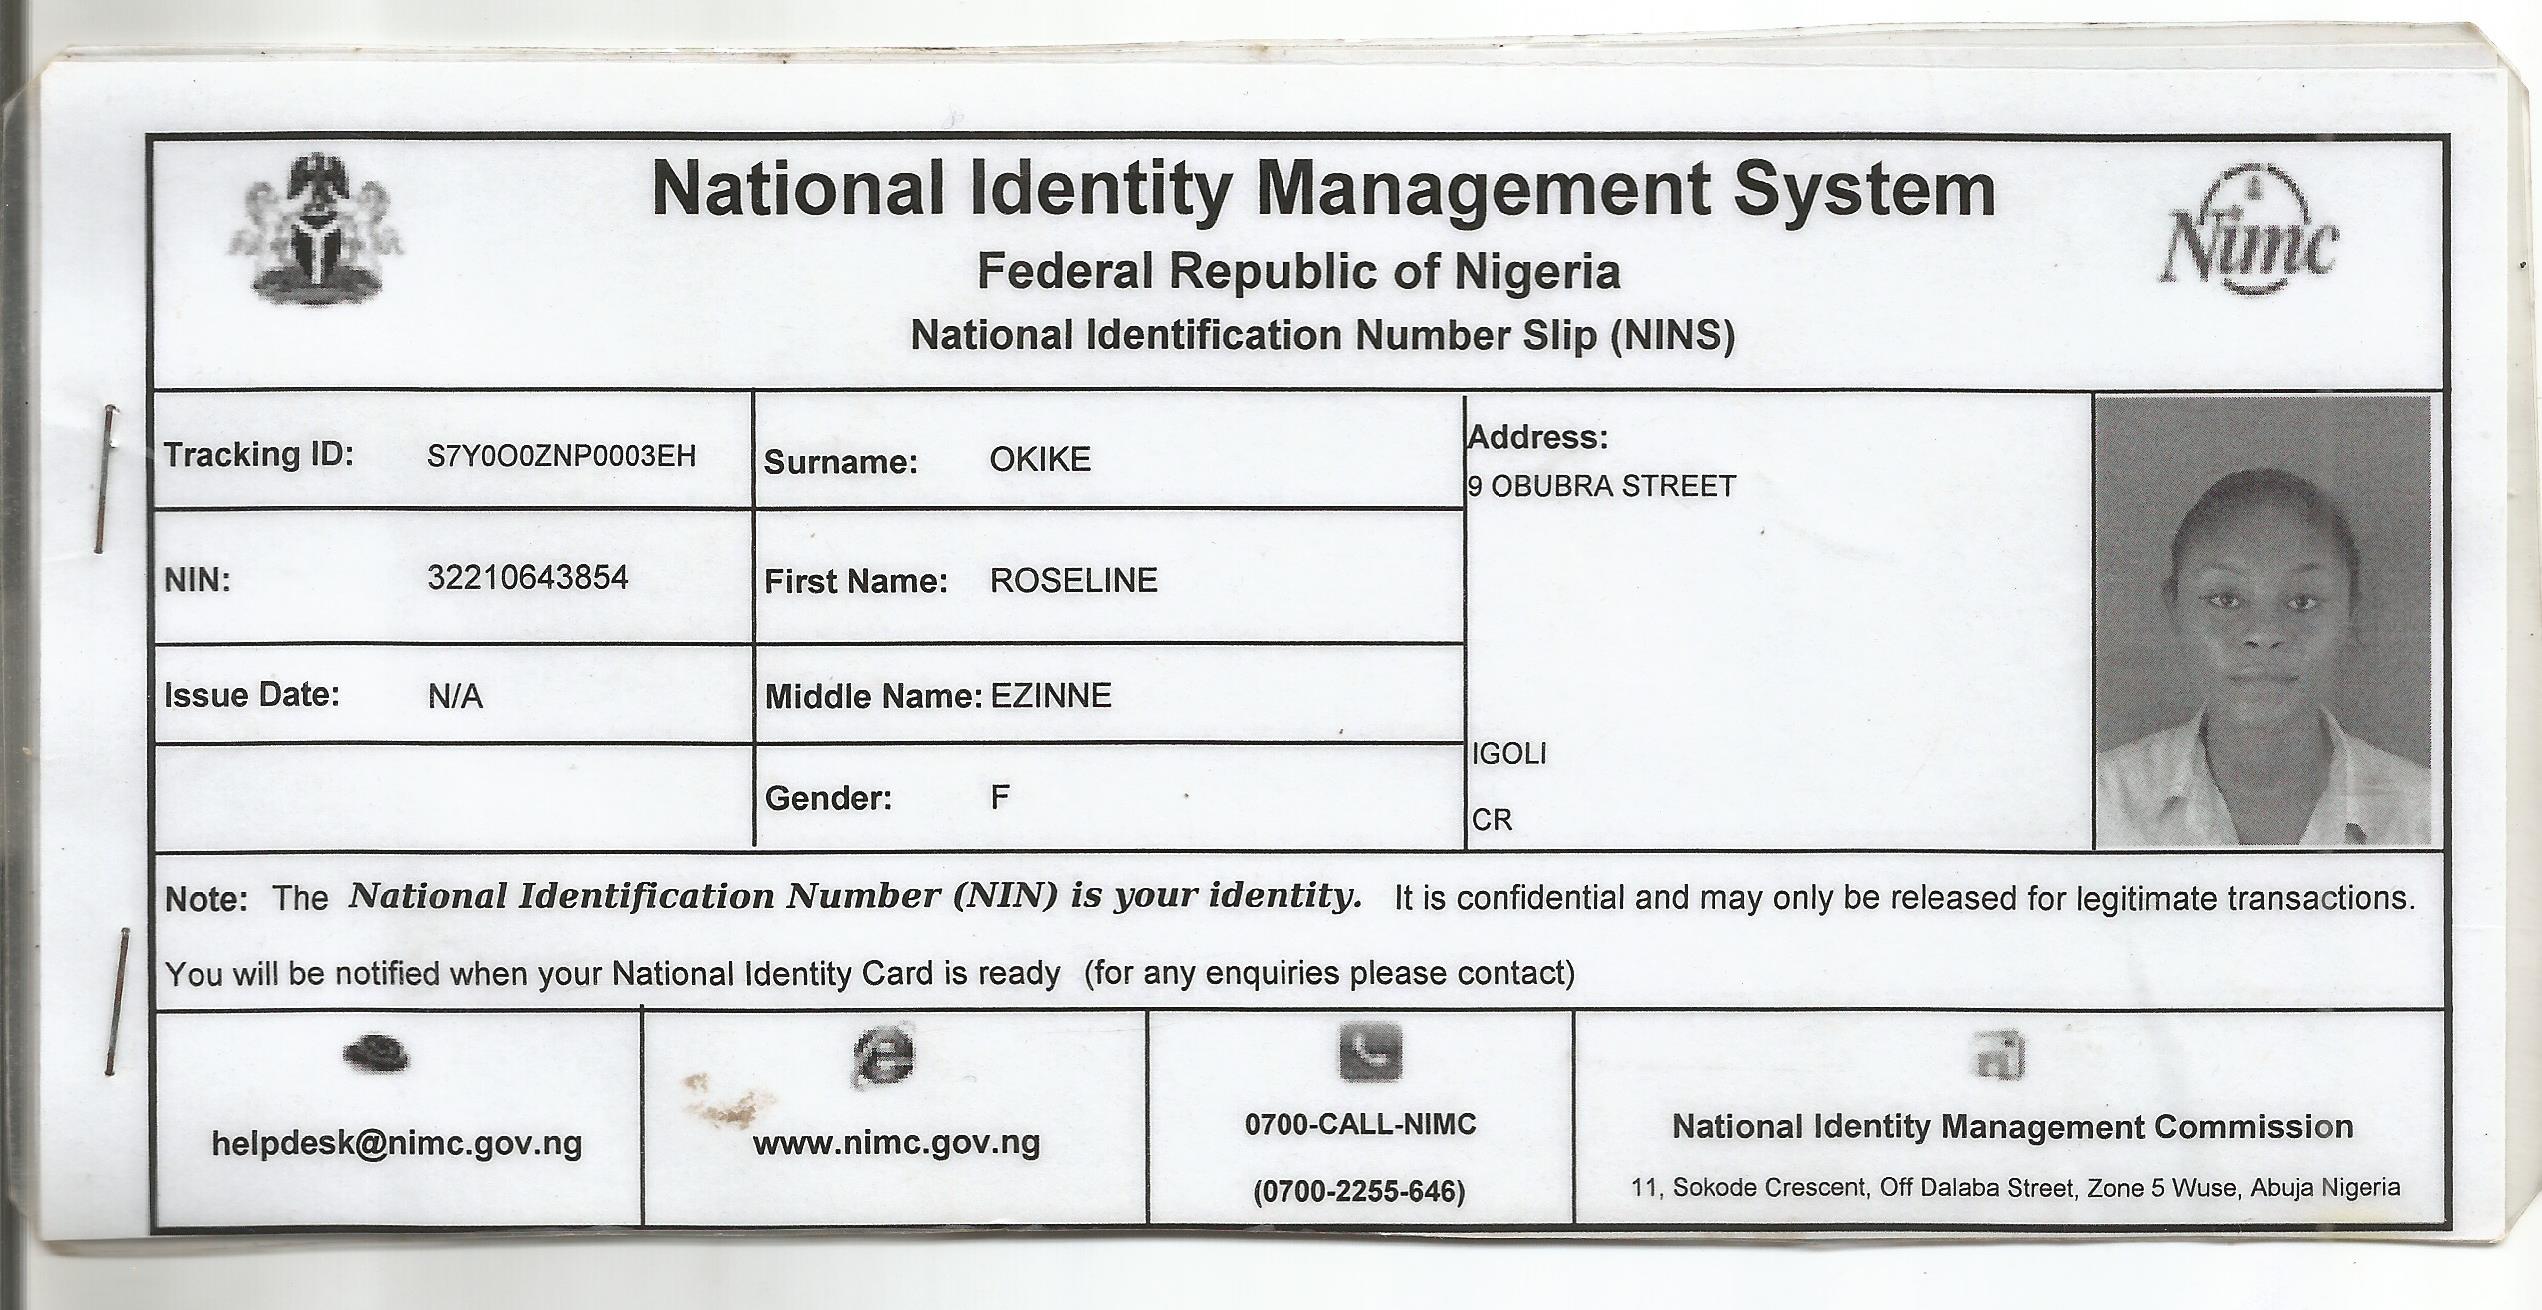 Nimc
National Identity Management System
Federal Republic of Nigeria
National Identification Number Slip (NINS)
Tracking ID: S7Y0O0ZNP0003EH
Surname: OKIKE
Address:
9 OBUBRA STREET
NIN: 32210643854
First Name: ROSELINE
Issue Date: N/A
Middle Name: EZINNE
IGOLI
Gender: F
CR
Note: The National Identification Number (NIN) is your identity. It is confidential and may only be released for legitimate transactions.
You will be notified when your National Identity Card is ready (for any enquiries please contact)
helpdesk@nimc.gov.ng
www.nimc.gov.ng
0700-CALL-NIMC
(0700-2255-646)
National Identity Management Commission
11, Sokode Crescent, Off Dalaba Street, Zone 5 Wuse, Abuja Nigeria